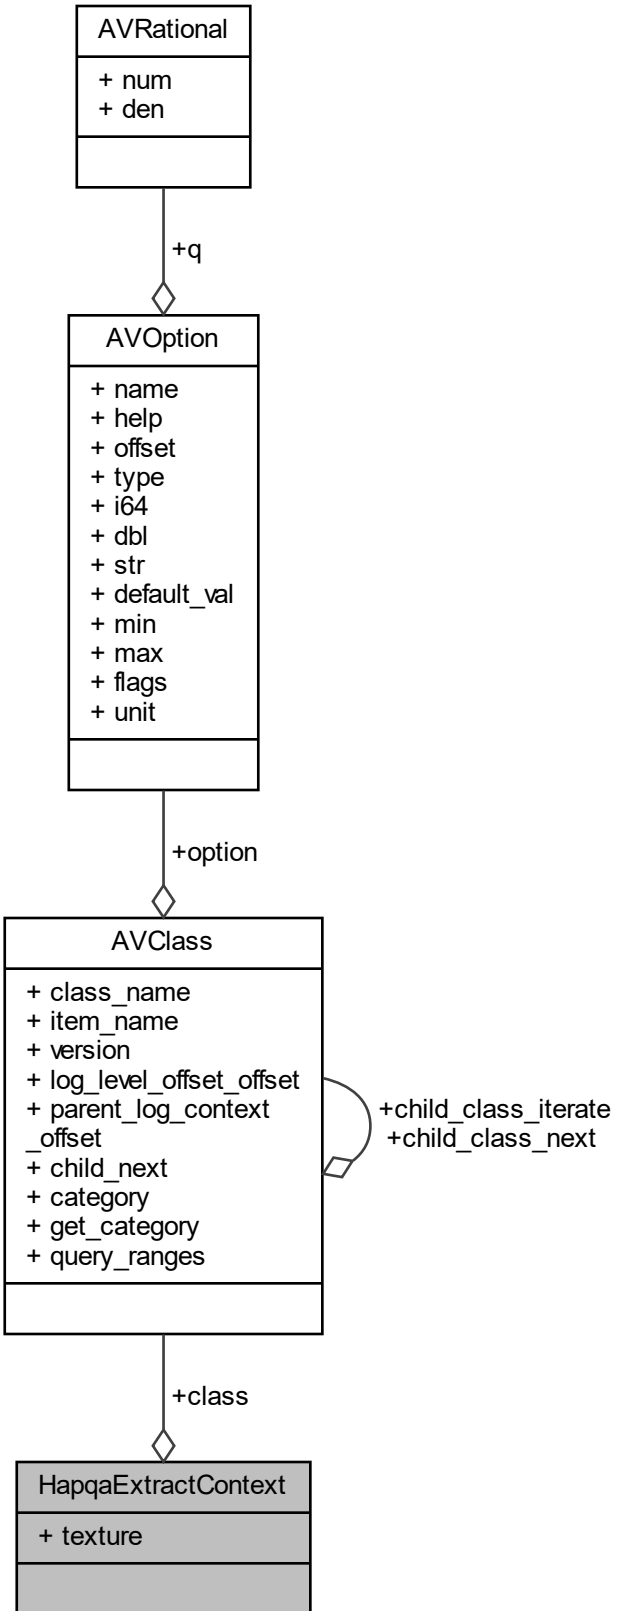 AVRational
+ num
+ den
+q
AVOption
+ name
+ help
+ offset
+ type
+ i64
+ dbl
+ str
+ default_val
+ min
+ max
+ flags
+ unit
+option
AVClass
+ class_name
+ item_name
+ version
+ log_level_offset_offset
+ parent_log_context
_offset
+ child_next
+ category
+ get_category
+ query_ranges
+child_class_iterate
+child_class_next
+class
HapqaExtractContext
+ texture